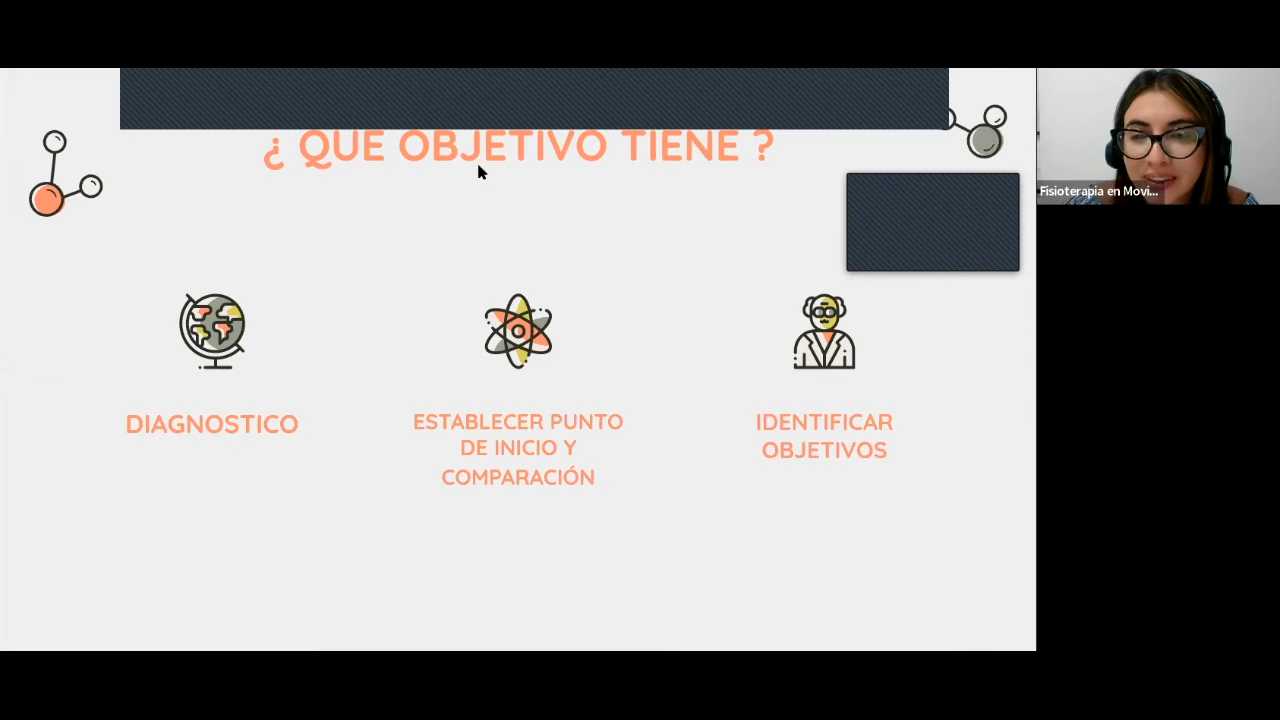 ¿ QUE OBJETIVO TIENE ?
Fisioterapia en Movi...
DIAGNOSTICO
ESTABLECER PUNTO
DE INICIO Y
COMPARACIÓN
IDENTIFICAR
OBJETIVOS